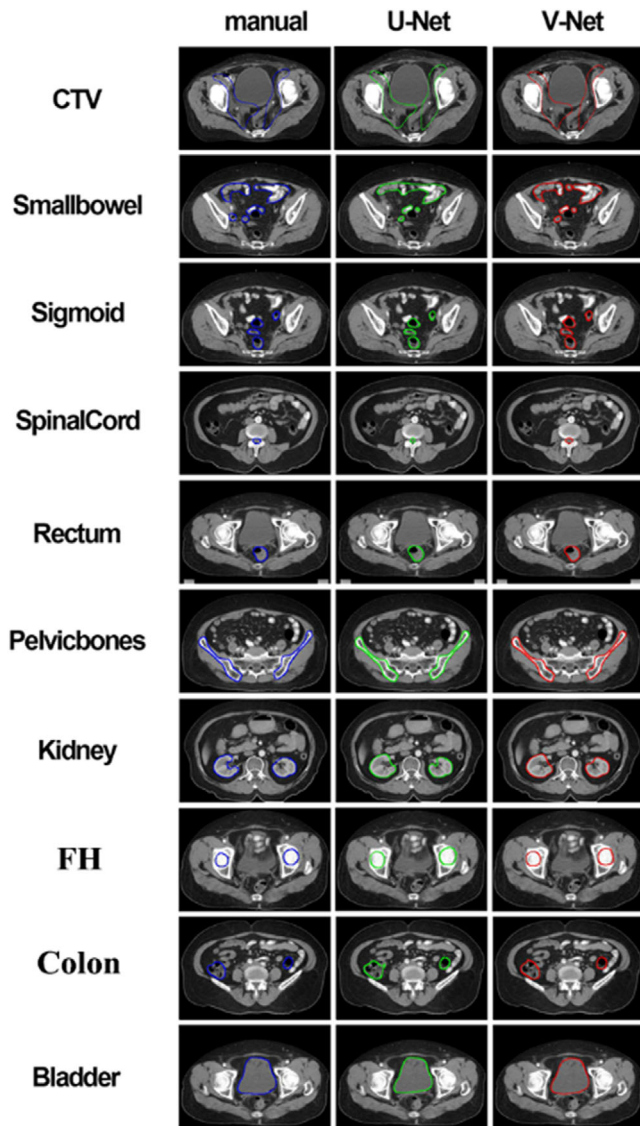 manual U-Net V-Net
CTV
Smallbowel
Sigmoid
SpinalCord
Rectum
Pelvicbones
Kidney
FH
Colon
Bladder